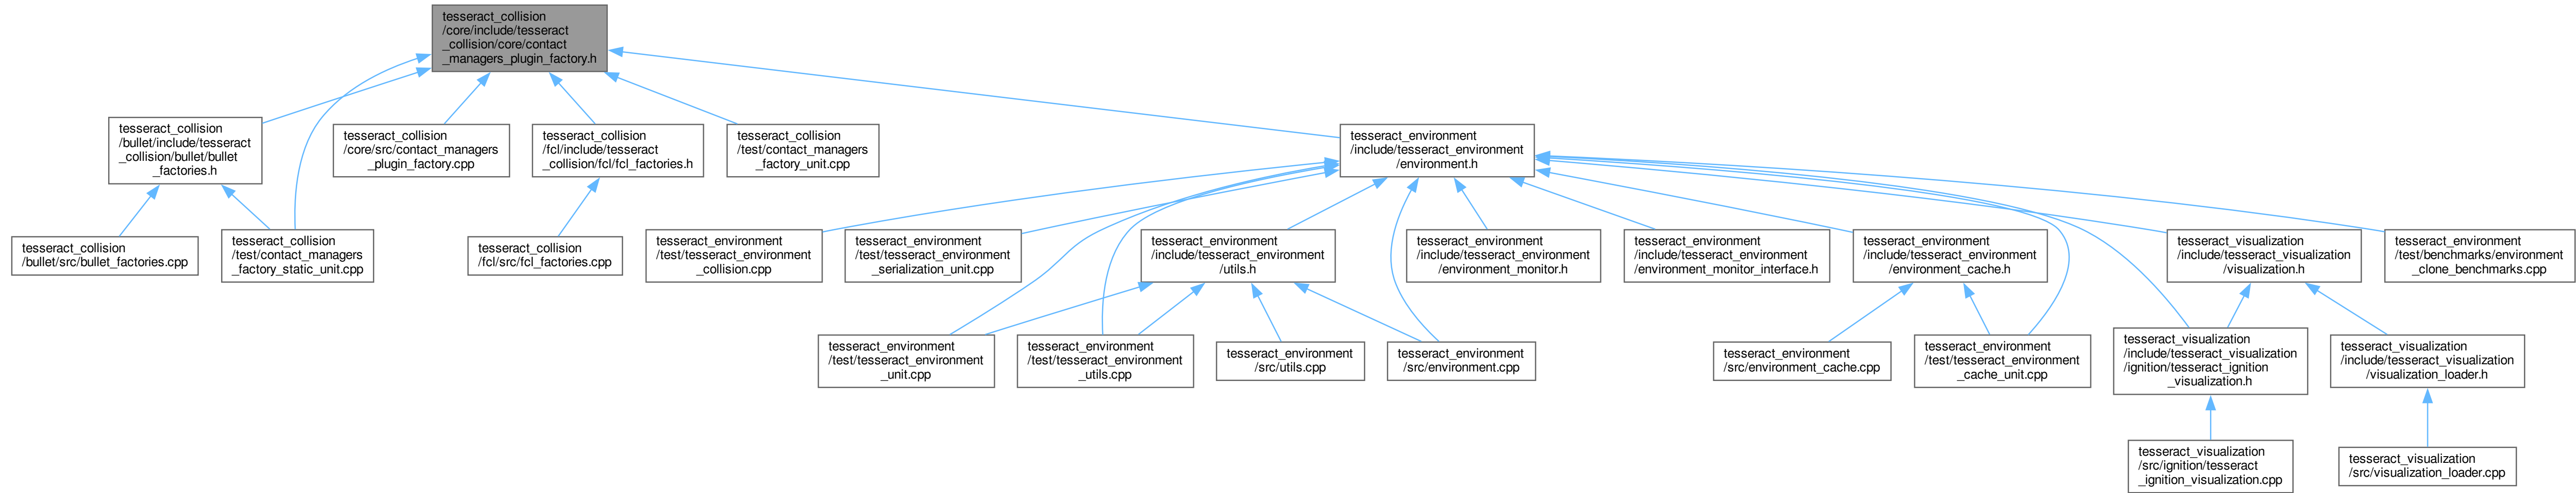 tesseract_collision
/core/include/tesseract
_collision/core/contact
_managers_plugin_factory.h
tesseract_collision
/bullet/include/tesseract
_collision/bullet/bullet
_factories.h
tesseract_collision
/core/src/contact_managers
_plugin_factory.cpp
tesseract_collision
/fcl/include/tesseract
_collision/fcl/fcl_factories.h
tesseract_collision
/test/contact_managers
_factory_unit.cpp
tesseract_environment
/include/tesseract_environment
/environment.h
tesseract_collision
/bullet/src/bullet_factories.cpp
tesseract_collision
/test/contact_managers
_factory_static_unit.cpp
tesseract_collision
/fcl/src/fcl_factories.cpp
tesseract_environment
/test/tesseract_environment
_collision.cpp
tesseract_environment
/test/tesseract_environment
_serialization_unit.cpp
tesseract_environment
/include/tesseract_environment
/utils.h
tesseract_environment
/include/tesseract_environment
/environment_monitor.h
tesseract_environment
/include/tesseract_environment
/environment_monitor_interface.h
tesseract_environment
/include/tesseract_environment
/environment_cache.h
tesseract_visualization
/include/tesseract_visualization
/visualization.h
tesseract_environment
/test/benchmarks/environment
_clone_benchmarks.cpp
tesseract_environment
/test/tesseract_environment
_unit.cpp
tesseract_environment
/test/tesseract_environment
_utils.cpp
tesseract_environment
/src/utils.cpp
tesseract_environment
/src/environment.cpp
tesseract_environment
/src/environment_cache.cpp
tesseract_environment
/test/tesseract_environment
_cache_unit.cpp
tesseract_visualization
/include/tesseract_visualization
/ignition/tesseract_ignition
_visualization.h
tesseract_visualization
/include/tesseract_visualization
/visualization_loader.h
tesseract_visualization
/src/ignition/tesseract
_ignition_visualization.cpp
tesseract_visualization
/src/visualization_loader.cpp